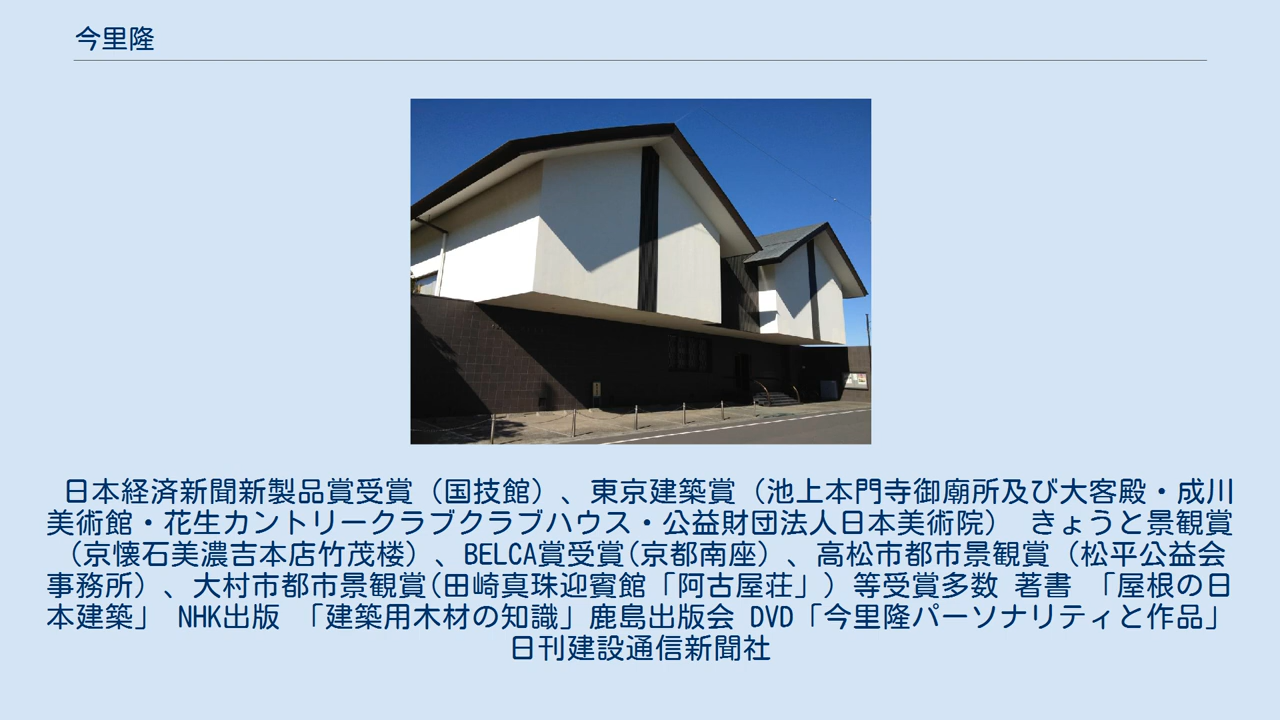 今里隆
日本経済新聞新製品賞受賞（国技館）、東京建築賞（池上本門寺御廟所及び大客殿・成川
美術館・花生カントリークラブクラブハウス・公益財団法人日本美術院） きょうと景観賞
（京懐石美濃吉本店竹茂楼）、BELCA賞受賞(京都南座）、高松市都市景観賞（松平公益会
事務所）、大村市都市景観賞(田崎真珠迎賓館「阿古屋荘」）等受賞多数 著書 「屋根の日
本建築」 NHK出版 「建築用木材の知識」鹿島出版会 DVD「今里隆パーソナリティと作品」
日刊建設通信新聞社